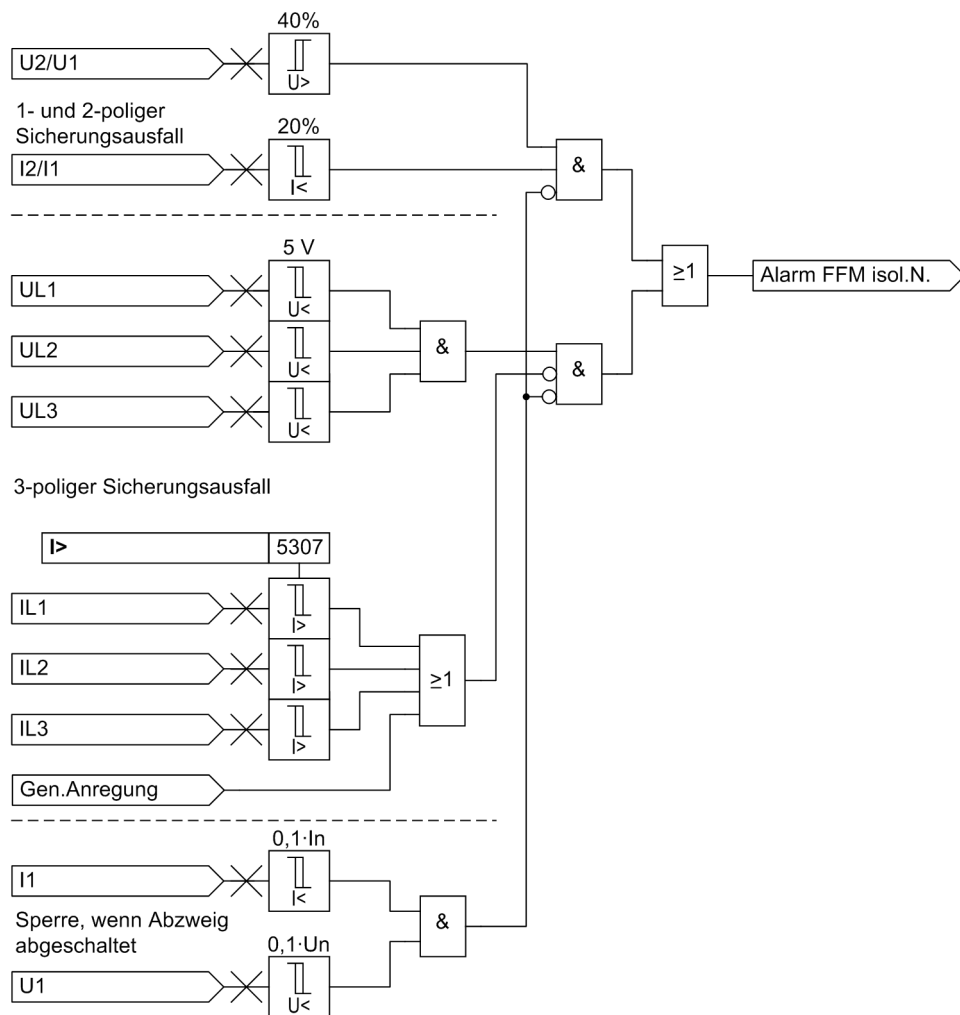 40%
U2/U1
U>
1- und 2-poliger
Sicherungsausfall
20%
I2/I1
I<
&
5 V
≥1
Alarm FFM isol.N.
UL1
U<
UL2
U<
&
&
UL3
U<
3-poliger Sicherungsausfall
I>
5307
IL1
I>
IL2
I>
≥1
IL3
I>
Gen.Anregung
0,1·In
I1
I<
Sperre, wenn Abzweig
abgeschaltet
&
0,1·Un
U1
U<